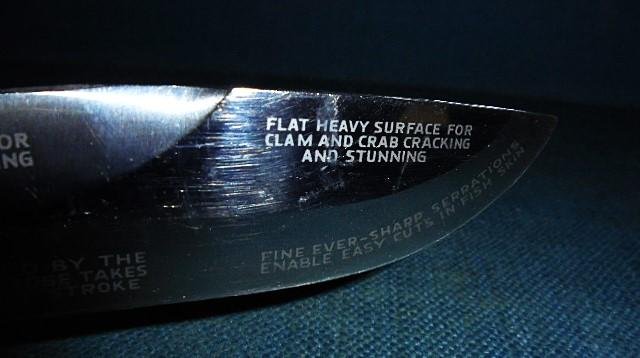 FLAT HEAVY SURFACE FOR
CLAM AND CRAB CRACKING
AND STUNNING
OR
NG
FINE EVER-SHARP SERRATIONS
ENABLE EASY CUTS IN FISH SKIN
BY THE
TAKES
STROKE